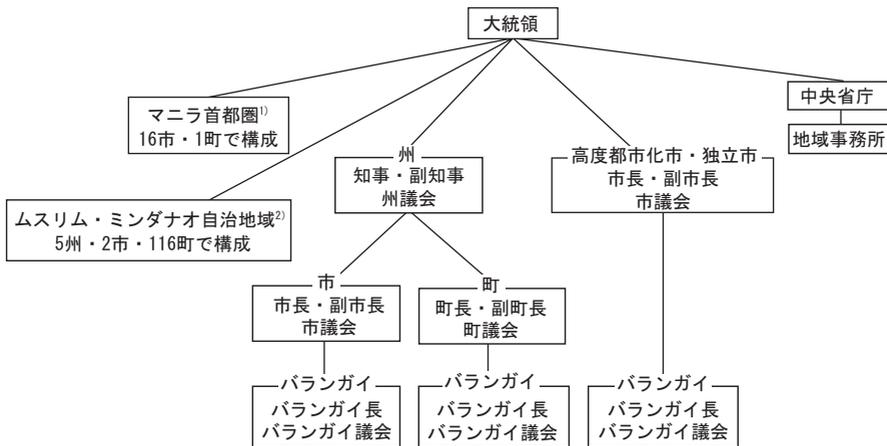 大統領
マニラ首都圏1)
16市・1町で構成
中央省庁
地域事務所
州
知事・副知事
州議会
高度都市化市・独立市
市長・副市長
市議会
ムスリム・ミンダナオ自治地域2)
5州・2市・116町で構成
市
市長・副市長
市議会
町
町長・副町長
町議会
バランガイ
バランガイ長
バランガイ議会
バランガイ
バランガイ長
バランガイ議会
バランガイ
バランガイ長
バランガイ議会